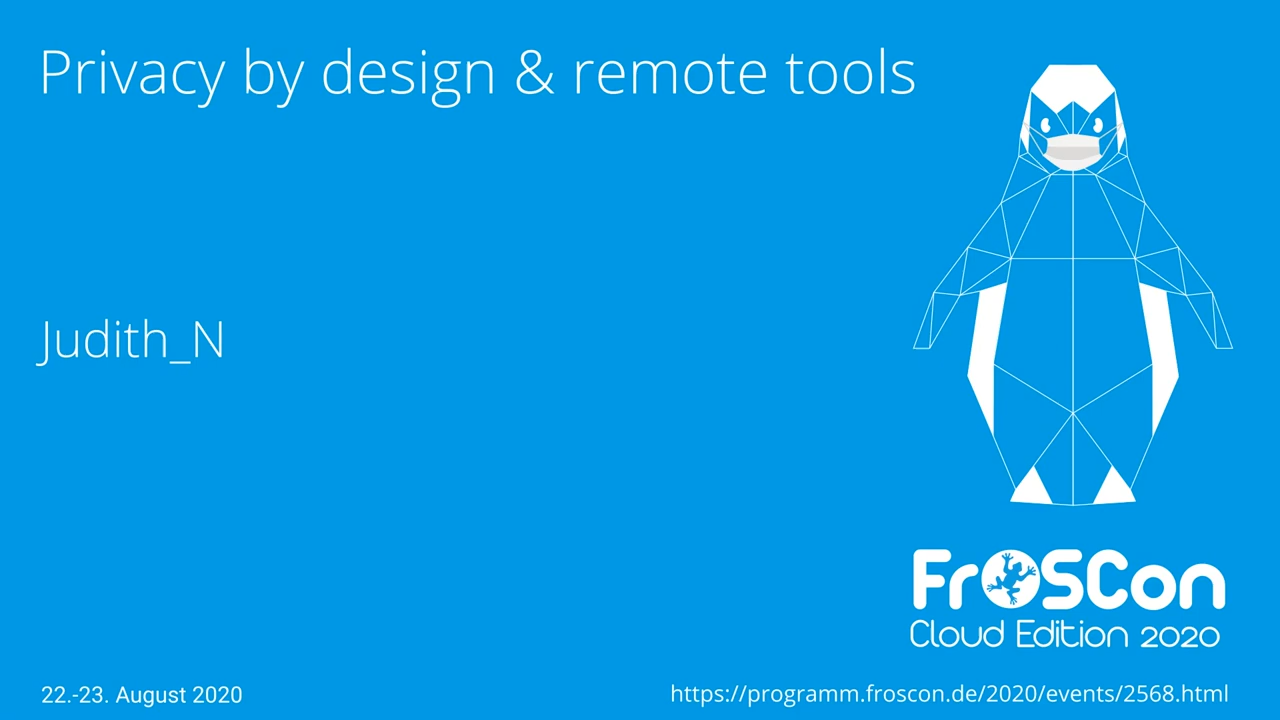 Privacy by design & remote tools
Judith_N
FrOSCon
Cloud Edition 2020
22.-23. August 2020
https://programm.froscon.de/2020/events/2568.html